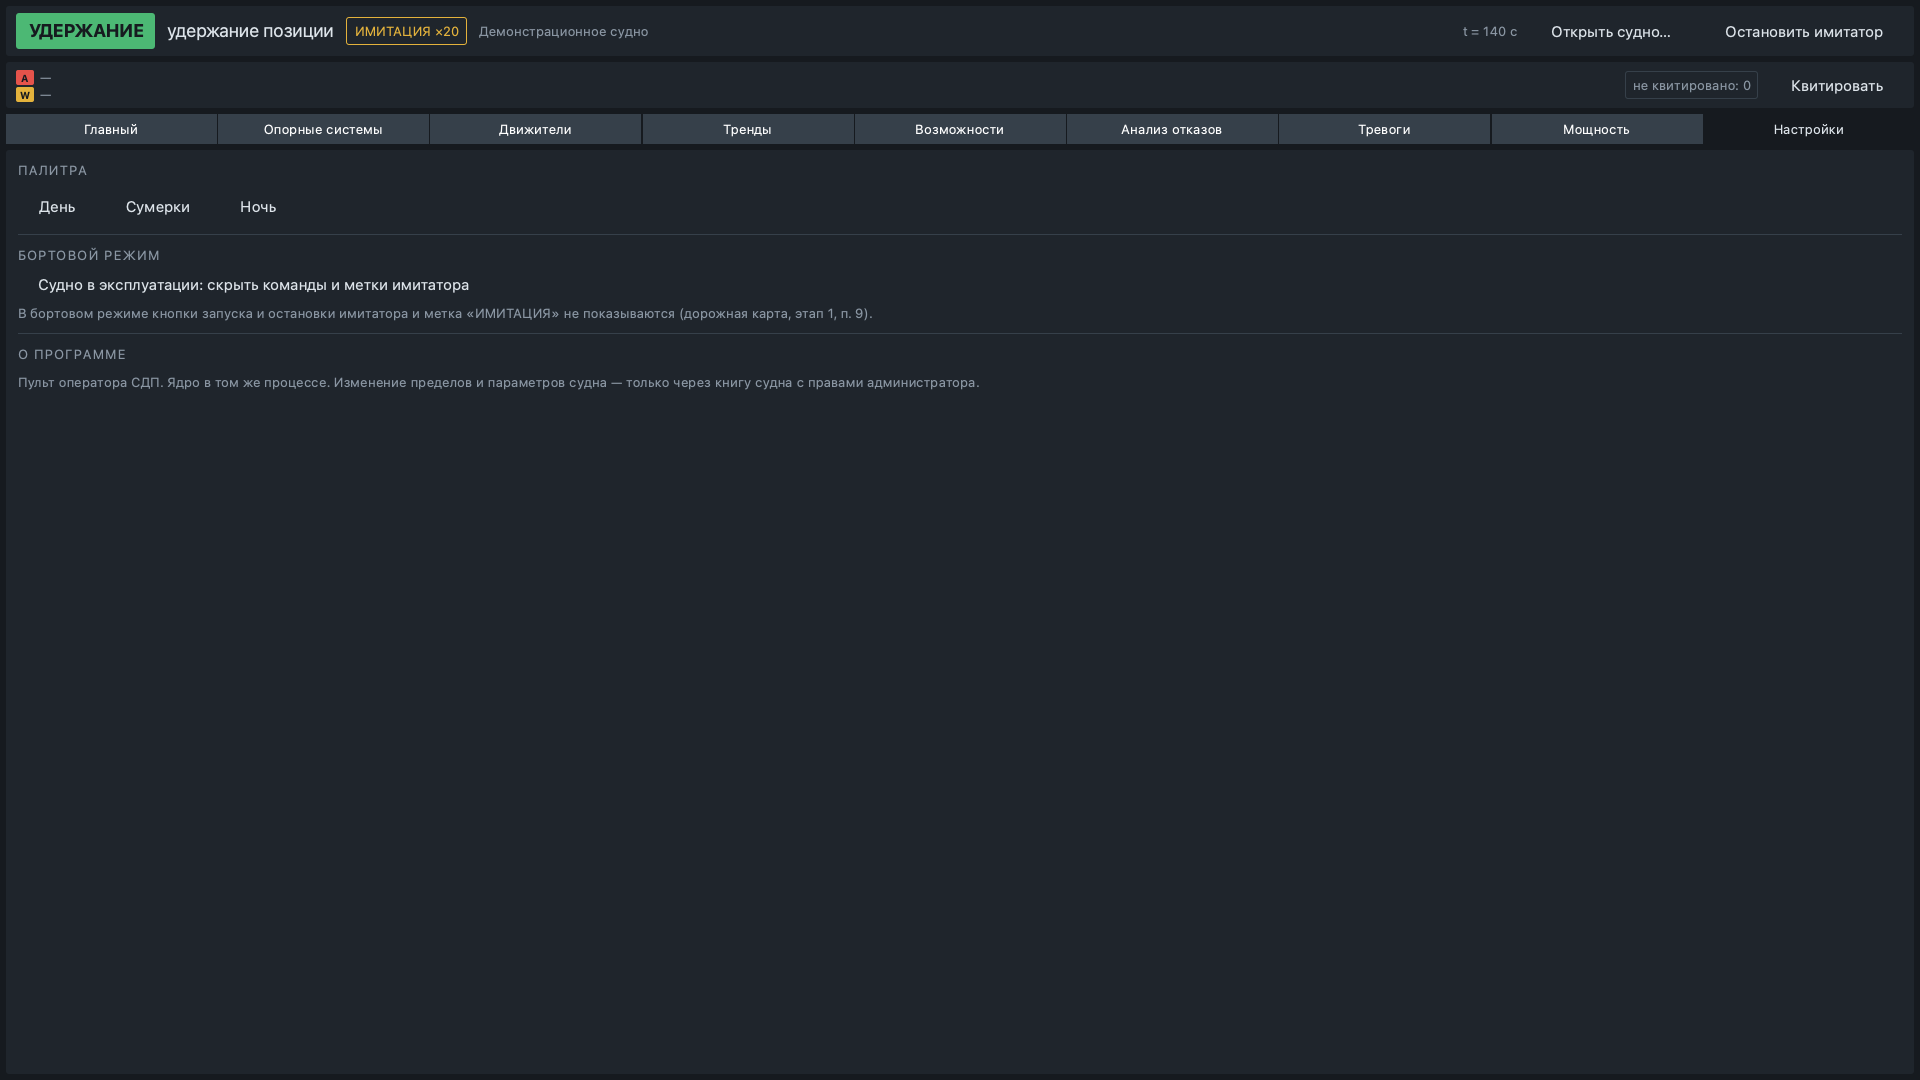 УДЕРЖАНИЕ удержание позиции ИМИТАЦИЯ ×20 Демонстрационное судно t = 140 с Открыть судно... Остановить имитатор
A —
W —
не квитировано: 0 Квитировать
Главный Опорные системы Движители Тренды Возможности Анализ отказов Тревоги Мощность Настройки
ПАЛИТРА
День Сумерки Ночь
БОРТОВОЙ РЕЖИМ
Судно в эксплуатации: скрыть команды и метки имитатора
В бортовом режиме кнопки запуска и остановки имитатора и метка «ИМИТАЦИЯ» не показываются (дорожная карта, этап 1, п. 9).
О ПРОГРАММЕ
Пульт оператора СДП. Ядро в том же процессе. Изменение пределов и параметров судна — только через книгу судна с правами администратора.